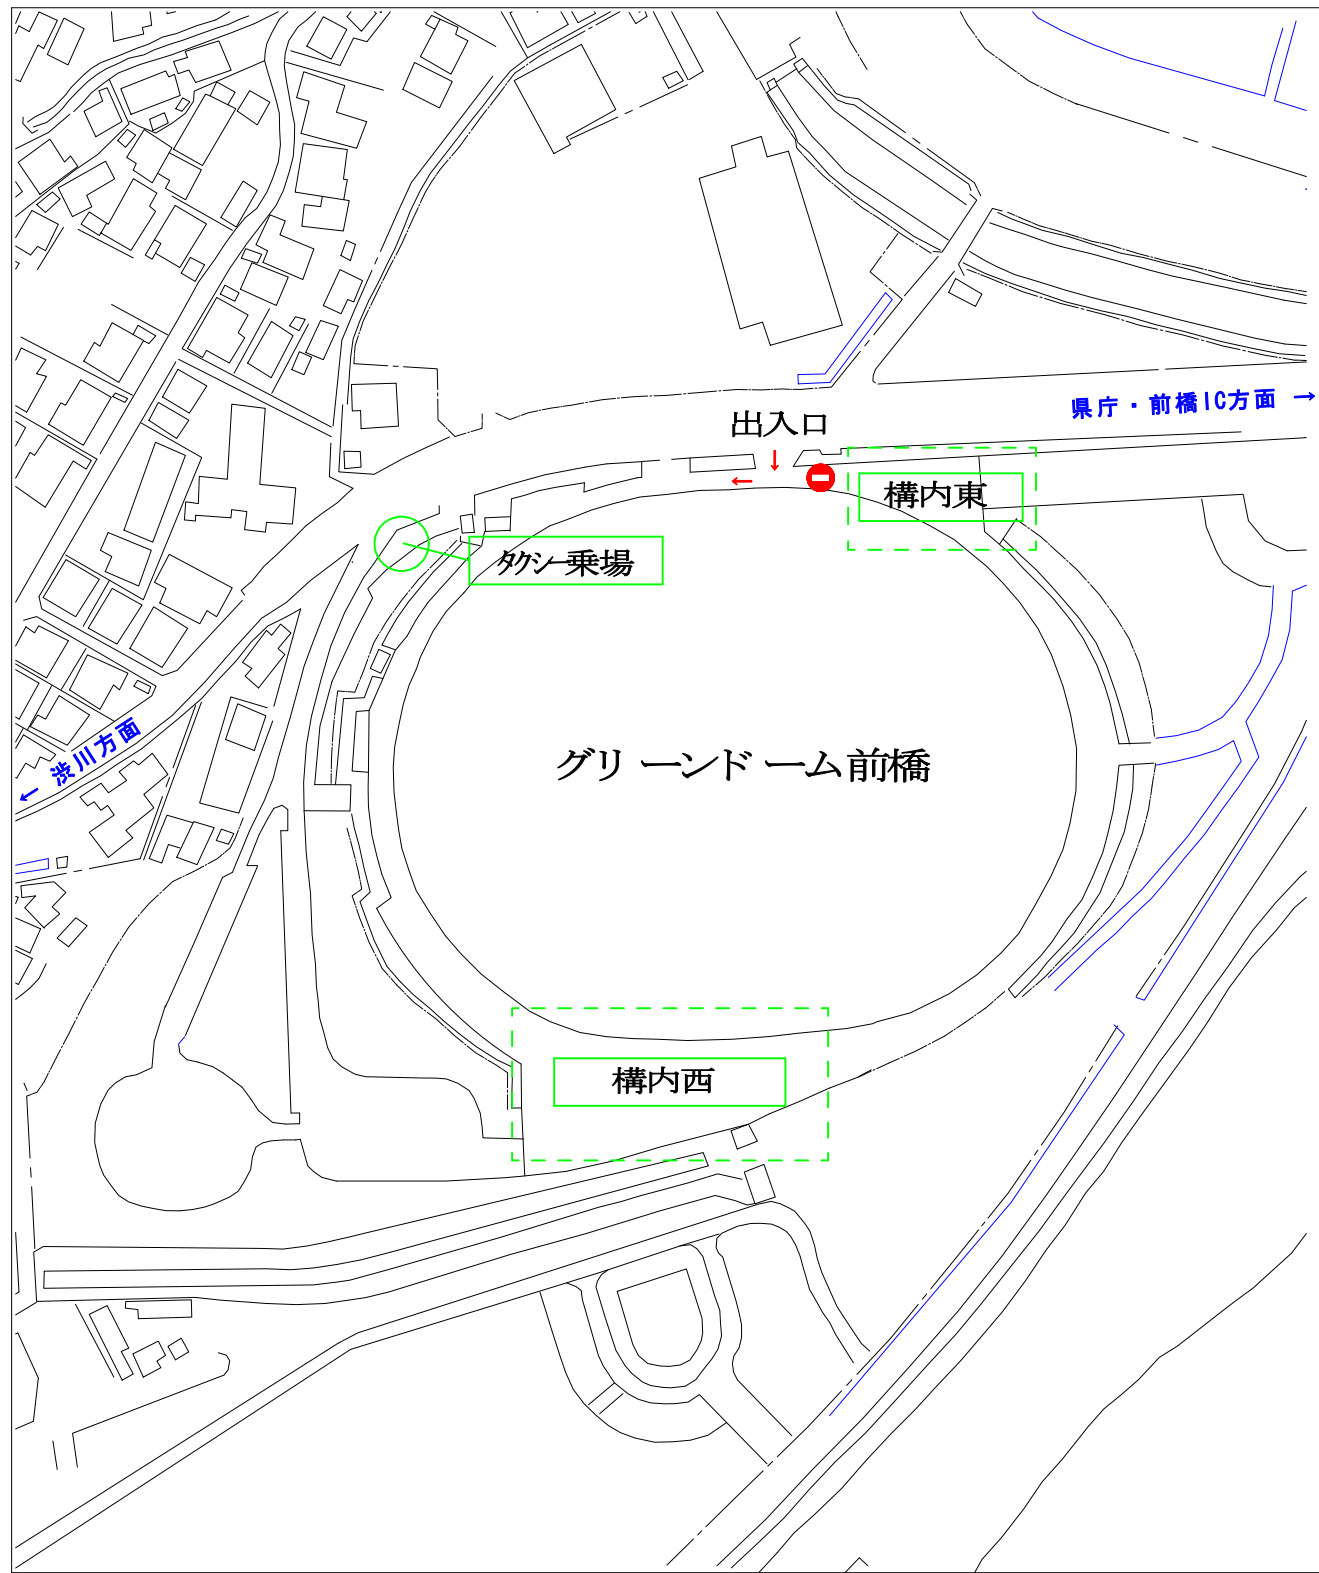 県庁・前橋IC方面 →
出入口
構内東
タクシー乗場
← 渋川方面
グリーンドーム前橋
構内西